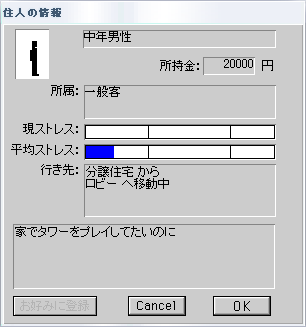 住人の情報
中年男性
所持金: 20000 円
所属: 一般客
現ストレス:
平均ストレス:
行き先: 分譲住宅 から
ロビー へ移動中
家でタワーをプレイしてたいのに
お好みに登録 Cancel OK